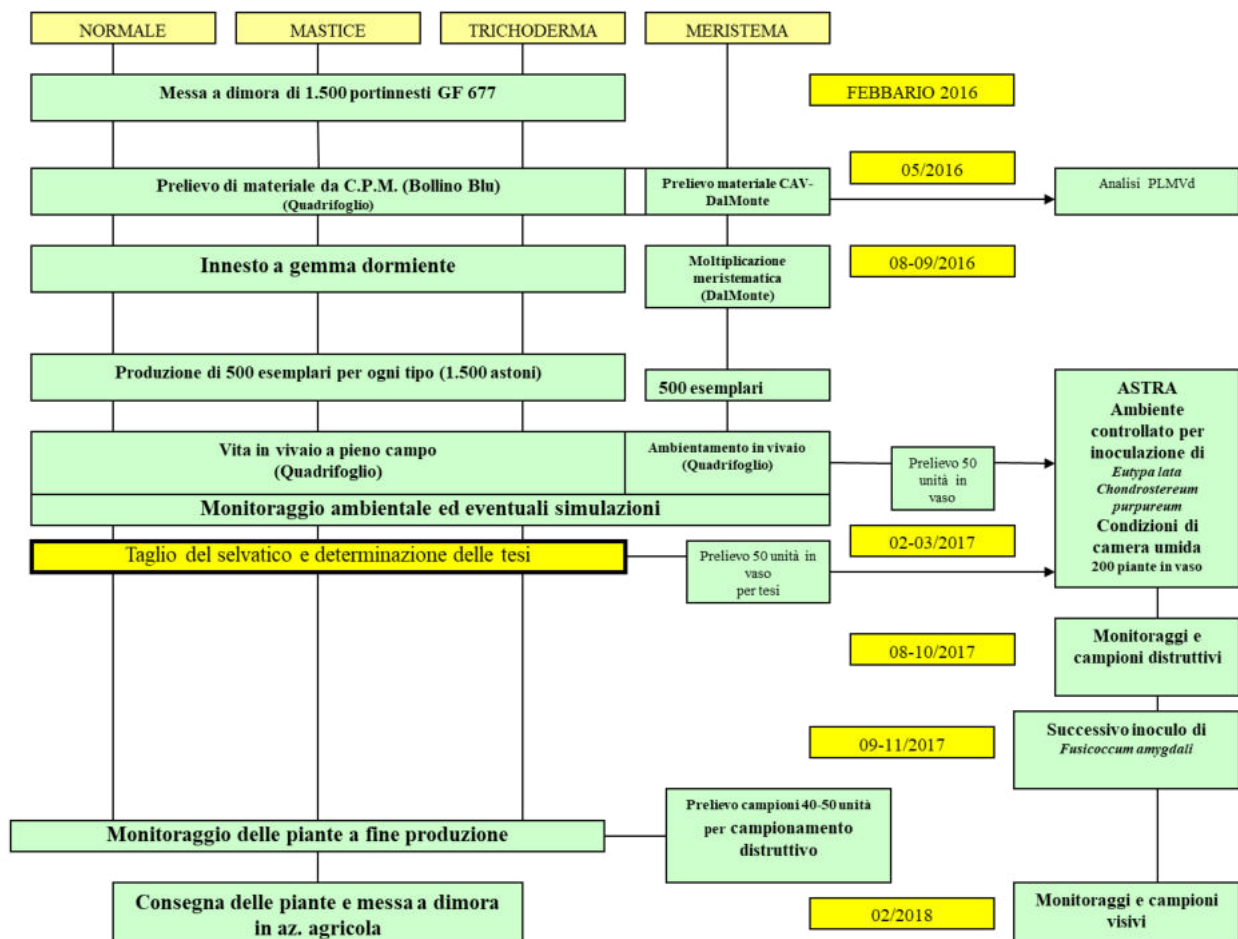 NORMALE
MASTICE
TRICHODERMA
MERISTEMA
Messa a dimora di 1.500 portinnesti GF 677
FEBBARIO 2016
Prelievo di materiale da C.P.M. (Bollino Blu)
(Quadrifoglio)
Prelievo materiale CAV-
DalMonte
05/2016
Analisi PLMVd
Innesto a gemma dormiente
Moltiplicazione
meristematica
(DalMonte)
08-09/2016
Produzione di 500 esemplari per ogni tipo (1.500 astoni)
500 esemplari
ASTRA
Ambiente
controllato per
inoculazione di
Eutypa lata
Chondrostereum
purpureum
Condizioni di
camera umida
200 piante in vaso
Vita in vivaio a pieno campo
(Quadrifoglio)
Ambientamento in vivaio
(Quadrifoglio)
Prelievo 50
unità in
vaso
Monitoraggio ambientale ed eventuali simulazioni
Taglio del selvatico e determinazione delle tesi
Prelievo 50 unità in
vaso
per tesi
02-03/2017
08-10/2017
Monitoraggi e
campioni distruttivi
09-11/2017
Successivo inoculo di
Fusicoccum amygdali
Monitoraggio delle piante a fine produzione
Prelievo campioni 40-50 unità
per campionamento
distruttivo
Consegna delle piante e messa a dimora
in az. agricola
02/2018
Monitoraggi e campioni
visivi